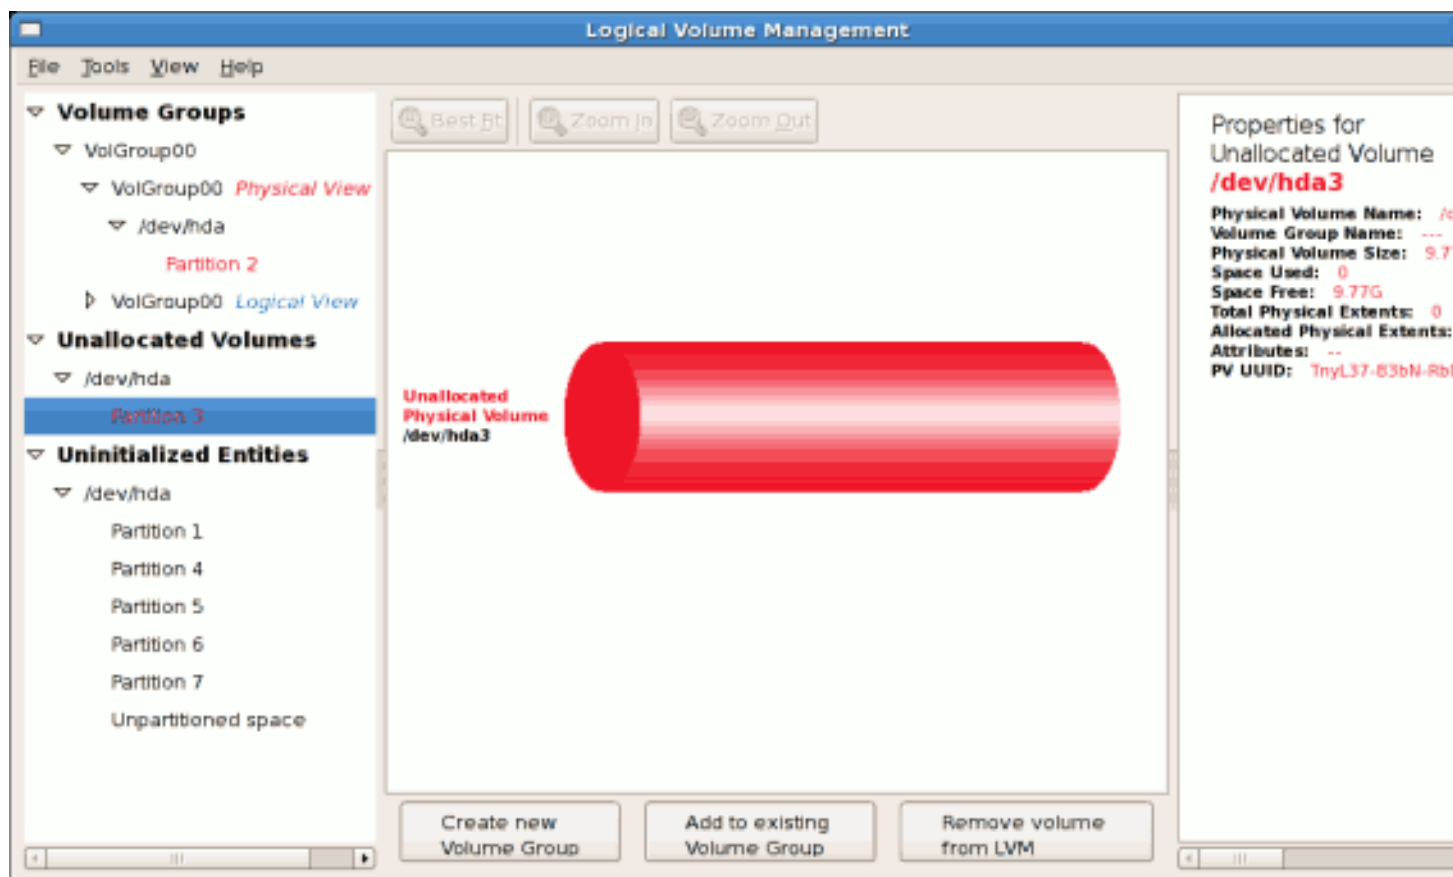 Logical Volume Management
File Tools View Help
Volume Groups
VolGroup00
VolGroup00 Physical View
/dev/hda
Partition 2
VolGroup00 Logical View
Unallocated Volumes
/dev/hda
Partition 3
Uninitialized Entities
/dev/hda
Partition 1
Partition 4
Partition 5
Partition 6
Partition 7
Unpartitioned space
Best Fit Zoom In Zoom Out
Unallocated
Physical Volume
/dev/hda3
Create new
Volume Group
Add to existing
Volume Group
Remove volume
from LVM
Properties for
Unallocated Volume
/dev/hda3
Physical Volume Name:
Volume Group Name: ---
Physical Volume Size: 9.7
Space Used: 0
Space Free: 9.77G
Total Physical Extents: 0
Allocated Physical Extents:
Attributes: --
PV UUID: TnyL37-B3bN-Rb